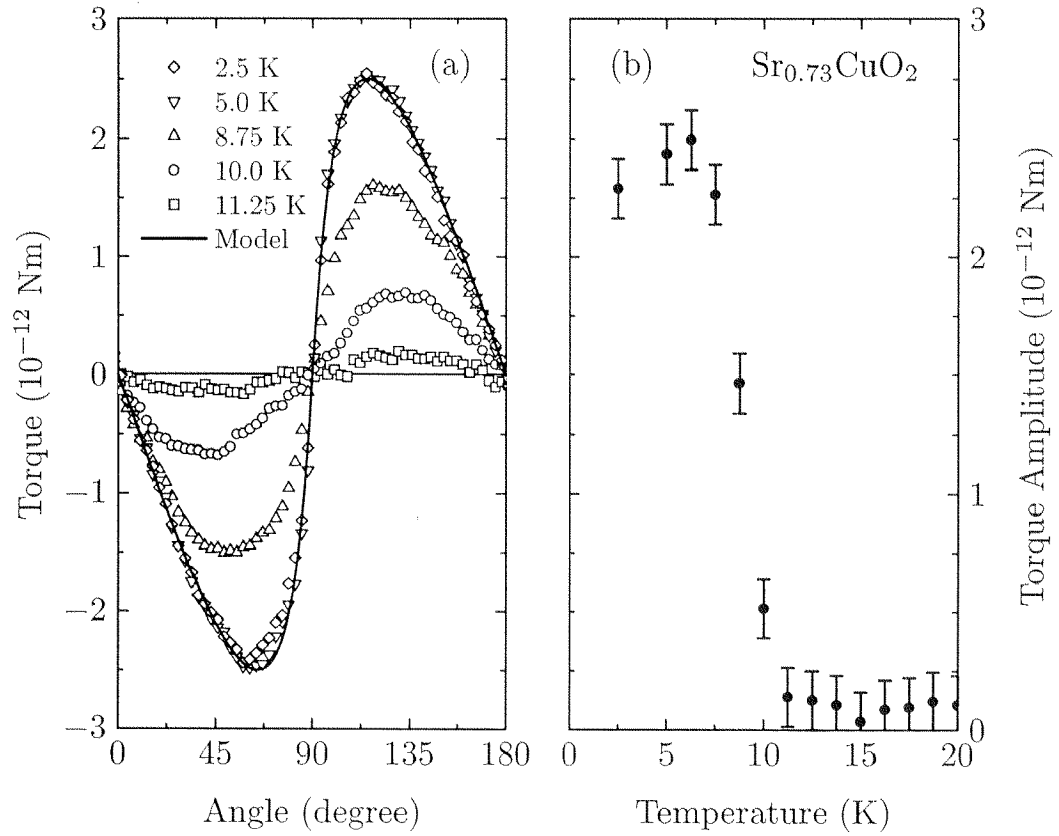 3
2
1
0
−1
−2
−3
Torque (10⁻¹² Nm)
(a)
2.5 K
5.0 K
8.75 K
10.0 K
11.25 K
Model
0
45
90
135
180
Angle (degree)
(b)
Sr₀.₇₃CuO₂
0
5
10
15
20
Temperature (K)
3
2
1
0
Torque Amplitude (10⁻¹² Nm)